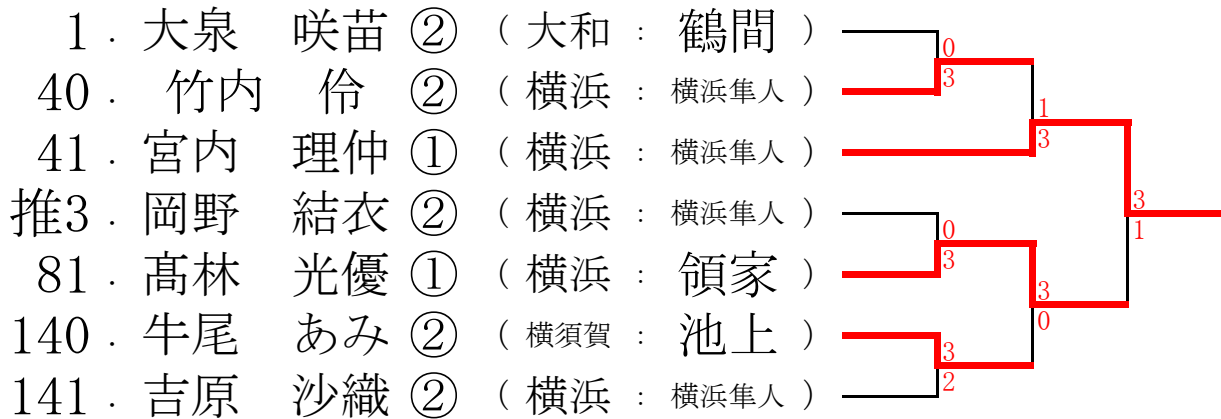 1 . 大泉 咲苗 ② ( 大和 : 鶴間 )
0
40 . 竹内 伶 ② ( 横浜 : 横浜隼人 )
3
1
41 . 宮内 理仲 ① ( 横浜 : 横浜隼人 )
3
推3 . 岡野 結衣 ② ( 横浜 : 横浜隼人 )
3
0
1
81 . 髙林 光優 ① ( 横浜 : 領家 )
3
3
140 . 牛尾 あみ ② ( 横須賀 : 池上 )
0
3
141 . 吉原 沙織 ② ( 横浜 : 横浜隼人 )
2